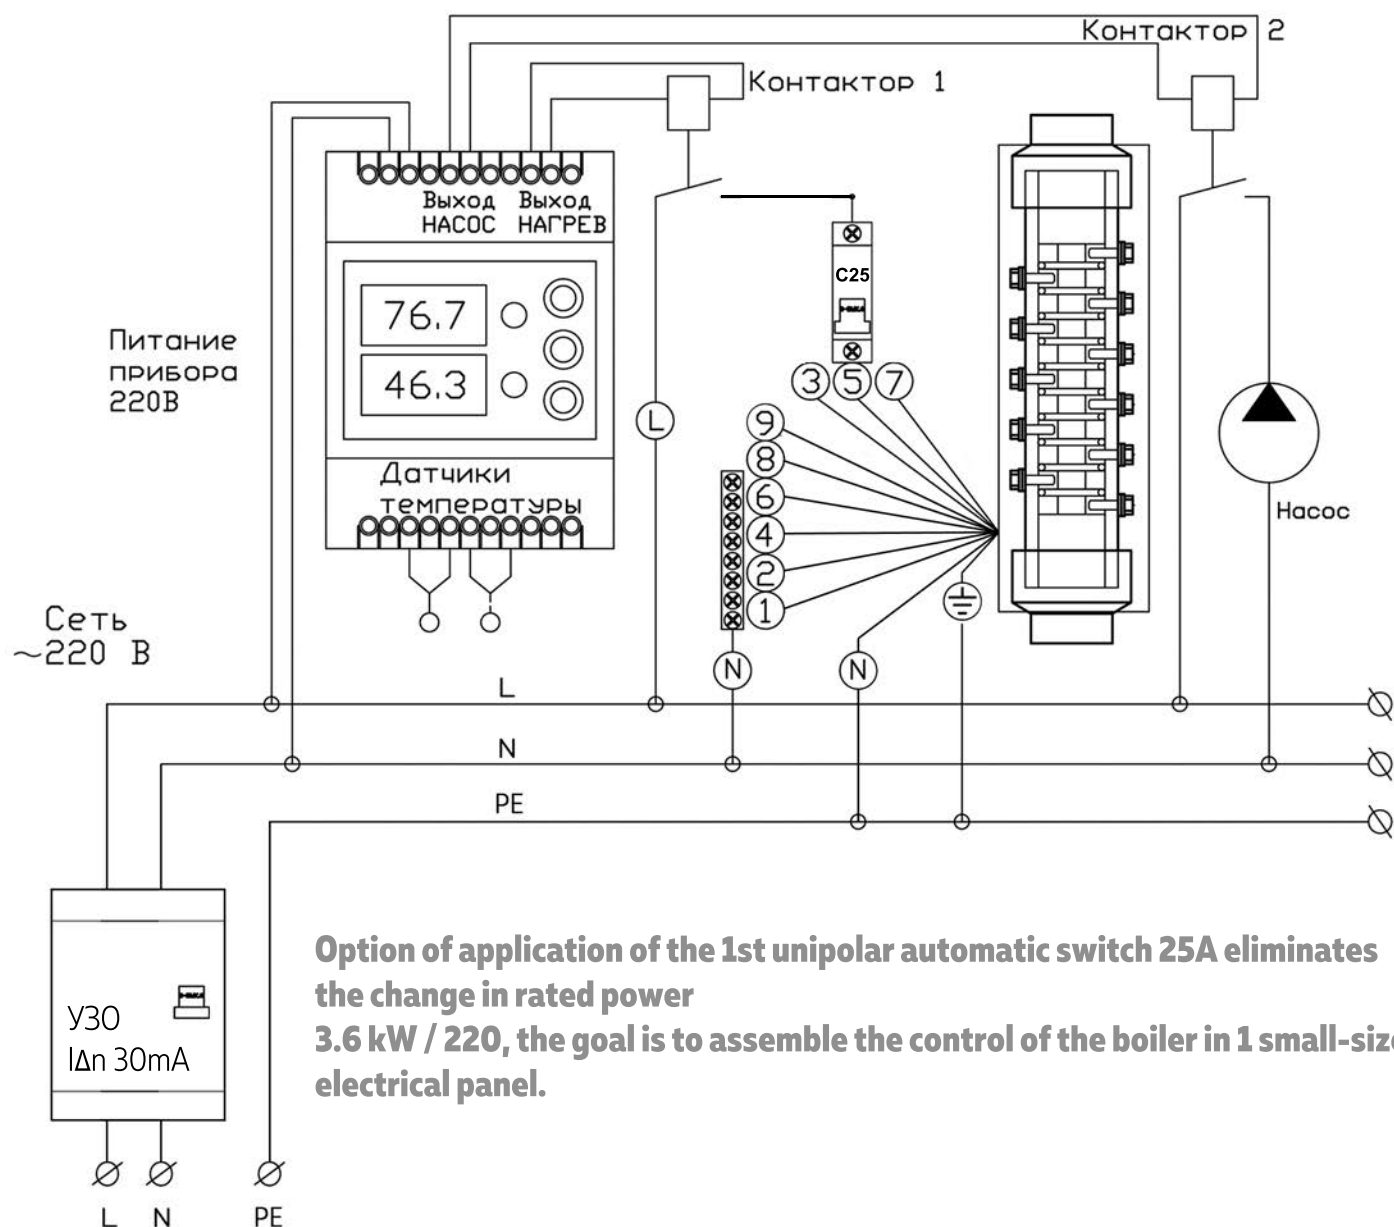 Контактор 2
Контактор 1
Выход
НАСОС
Выход
НАГРЕВ
C25
76.7
46.3
Питание
прибора
220В
3 5 7
L
9
8
6
4
2
1
Датчики
температуры
Насос
Сеть
~220 В
N
N
L
N
PE
УЗО
I∆n 30mA
Option of application of the 1st unipolar automatic switch 25A eliminates
the change in rated power
3.6 kW / 220, the goal is to assemble the control of the boiler in 1 small-size
electrical panel.
L N PE